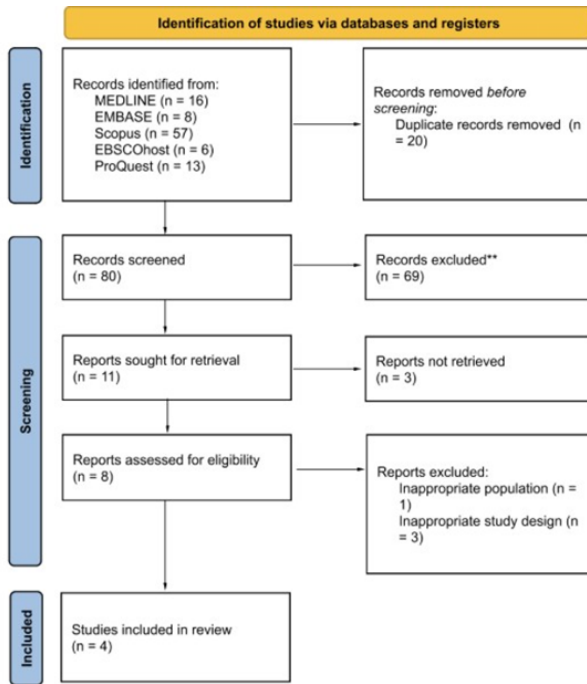 Identification of studies via databases and registers
Identification
Records identified from:
MEDLINE (n = 16)
EMBASE (n = 8)
Scopus (n = 57)
EBSCOhost (n = 6)
ProQuest (n = 13)
Records removed before
screening:
Duplicate records removed (n
= 20)
Screening
Records screened
(n = 80)
Records excluded**
(n = 69)
Reports sought for retrieval
(n = 11)
Reports not retrieved
(n = 3)
Reports assessed for eligibility
(n = 8)
Reports excluded:
Inappropriate population (n =
1)
Inappropriate study design (n
= 3)
Included
Studies included in review
(n = 4)